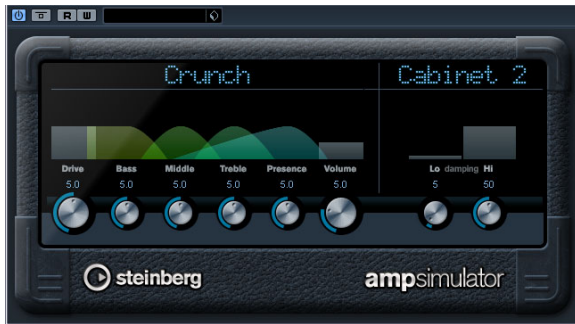 R W
Crunch Cabinet 2
Drive Bass Middle Treble Presence Volume Lo damping Hi
5.0 5.0 5.0 5.0 5.0 5.0 5 50
steinberg ampsimulator